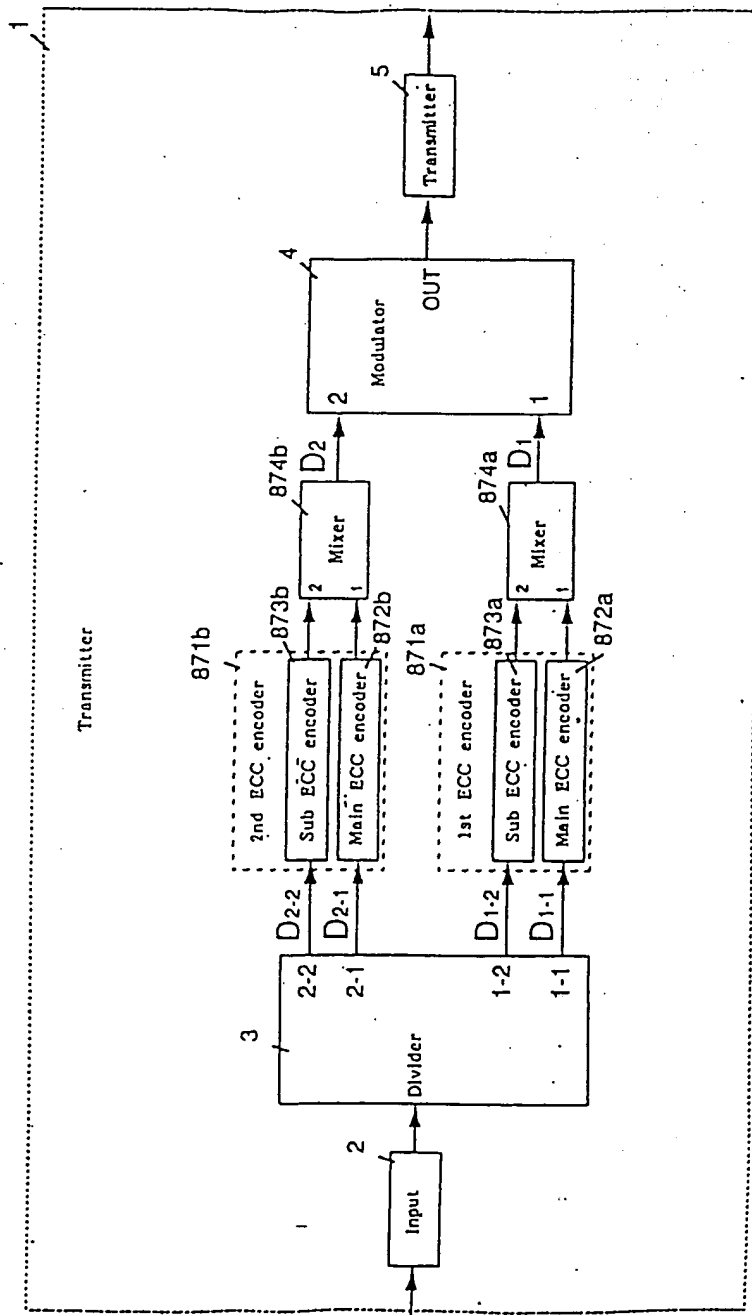 1
Transmitter
2
Input
3
Divider
2-2
2-1
1-2
1-1
D2-2
D2-1
D1-2
D1-1
871b
2nd ECC encoder
873b
Sub ECC encoder
Main ECC encoder
872b
871a
1st ECC encoder
873a
Sub ECC encoder
Main ECC encoder
872a
874b
2
Mixer
1
D2
874a
2
Mixer
1
D1
4
2
Modulator
OUT
1
5
Transmitter